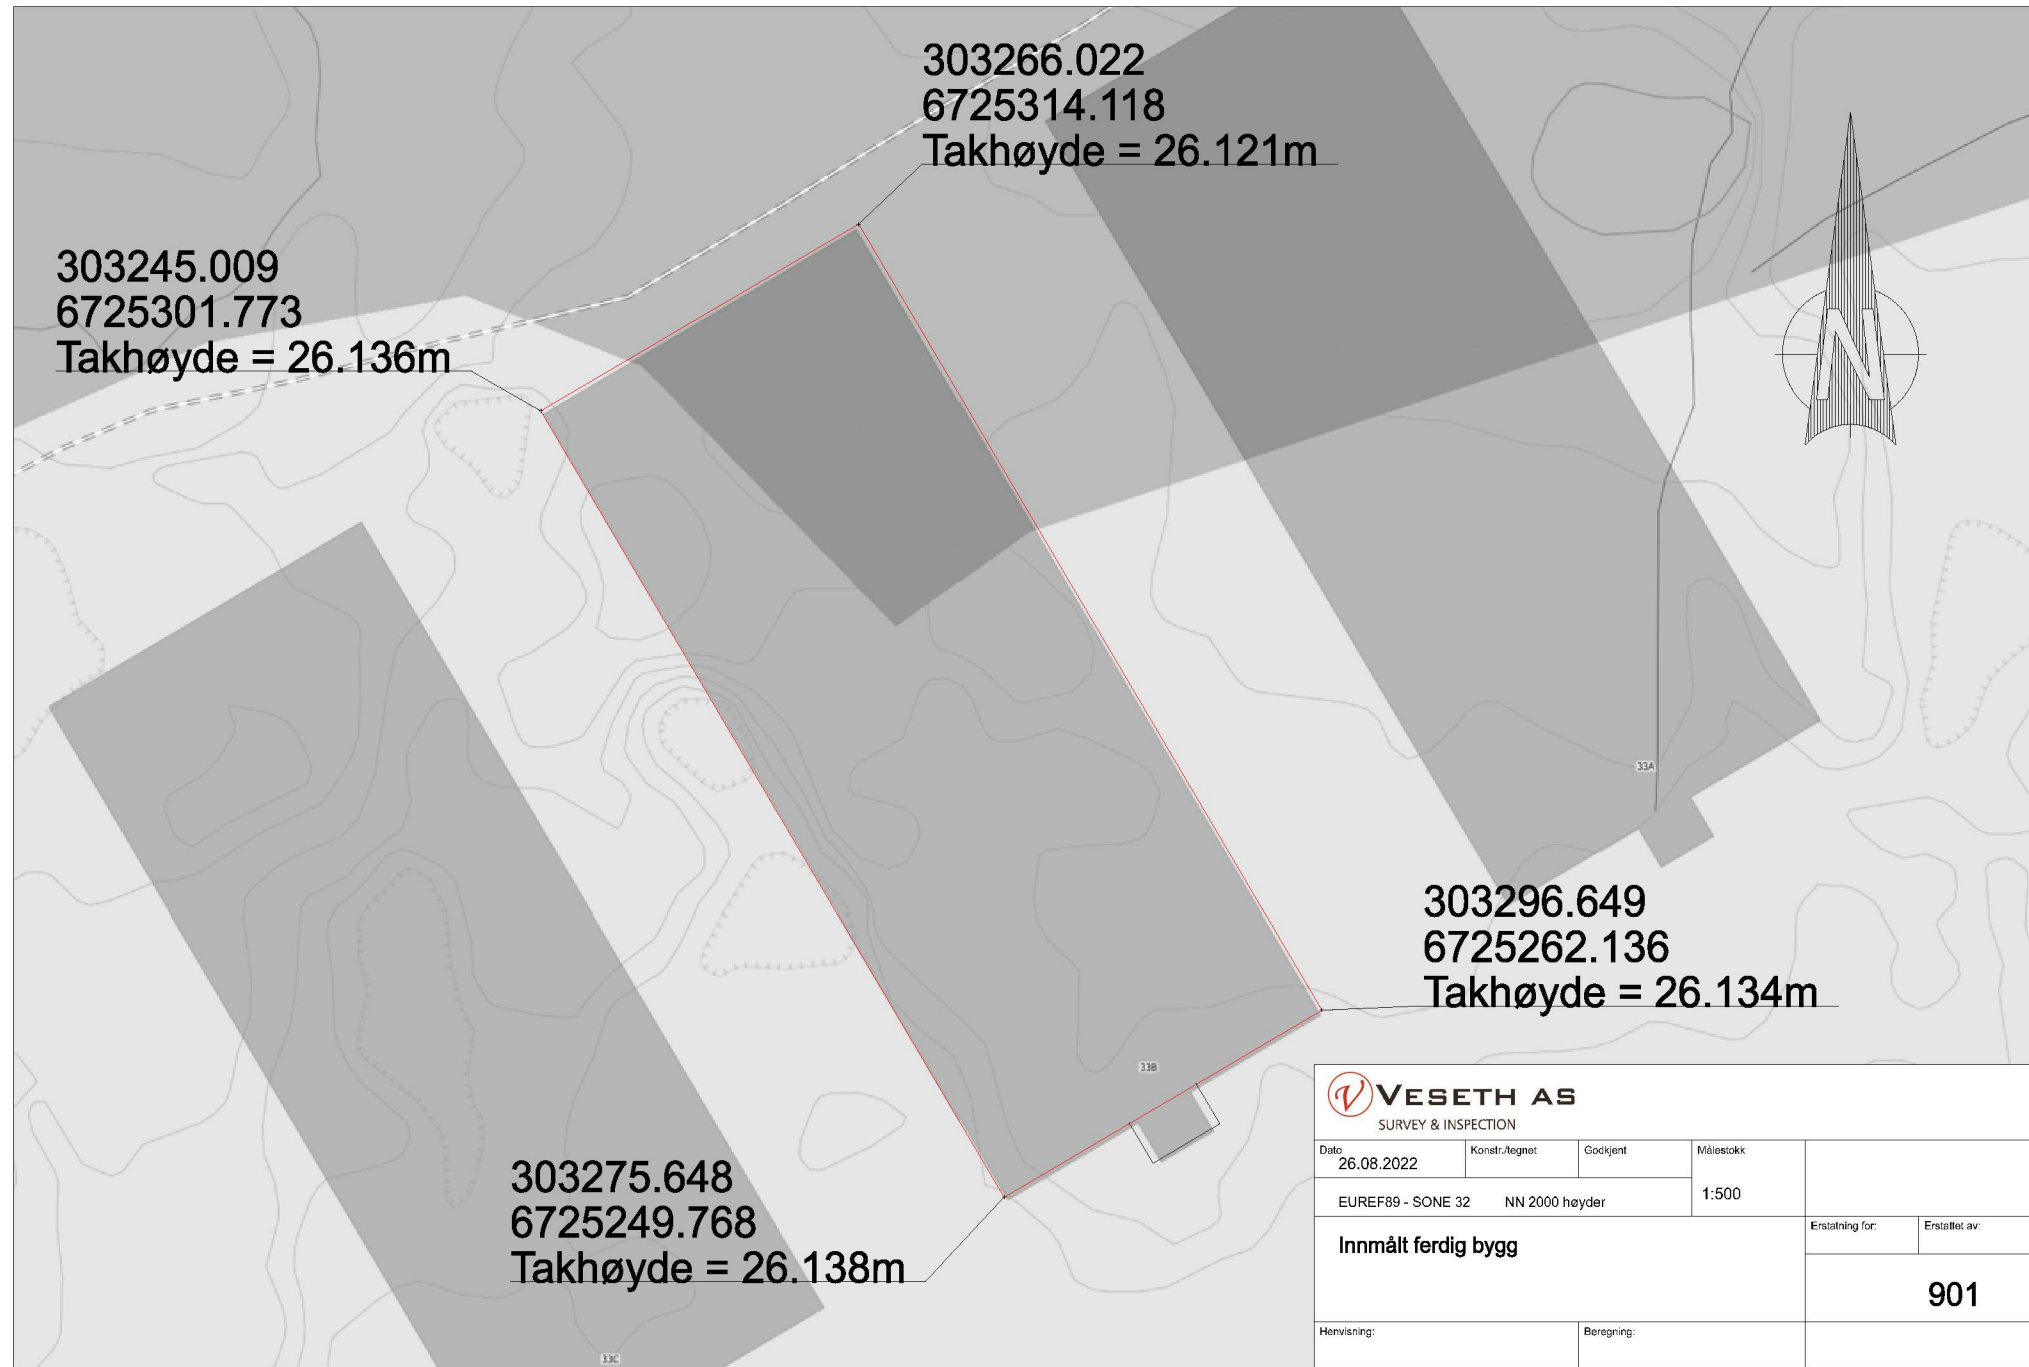 303266.022
6725314.118
Takhøyde = 26.121m
303245.009
6725301.773
Takhøyde = 26.136m
N
33A
303296.649
6725262.136
Takhøyde = 26.134m
33B
303275.648
6725249.768
Takhøyde = 26.138m
33C
V VESETH AS
SURVEY & INSPECTION
Dato Konstr./tegnet Godkjent Målestokk
26.08.2022
EUREF89 - SONE 32 NN 2000 høyder 1:500
Innmålt ferdig bygg
Erstatning for: Erstattet av:
901
Henvisning: Beregning: